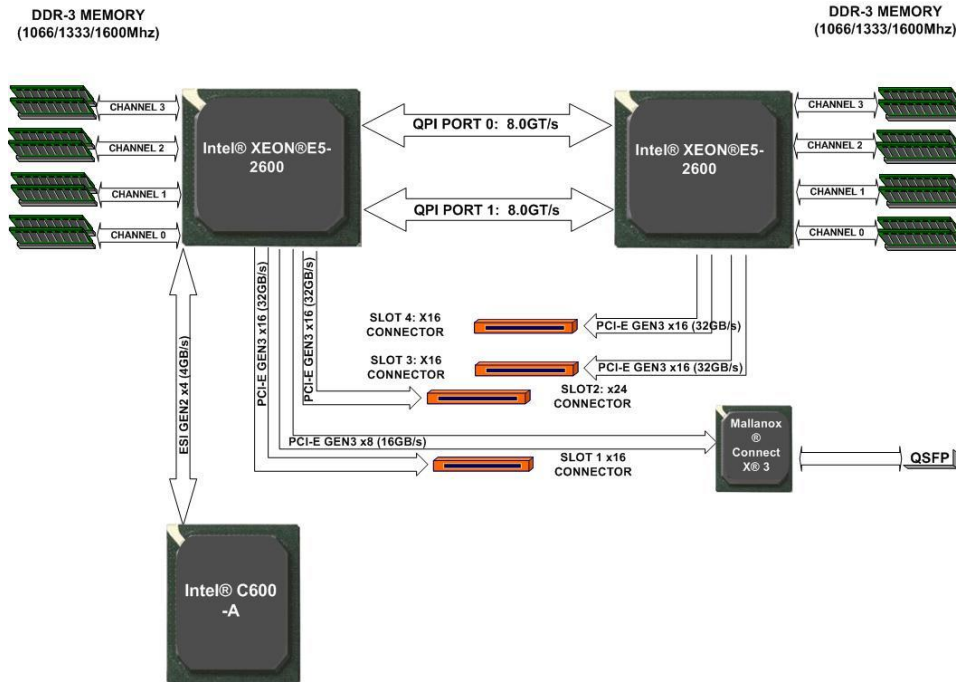 DDR-3 MEMORY
(1066/1333/1600Mhz)
DDR-3 MEMORY
(1066/1333/1600Mhz)
CHANNEL 3
CHANNEL 2
CHANNEL 1
CHANNEL 0
Intel® XEON®E5-
2600
QPI PORT 0:  8.0GT/s
QPI PORT 1:  8.0GT/s
Intel® XEON®E5-
2600
CHANNEL 3
CHANNEL 2
CHANNEL 1
CHANNEL 0
ESI GEN2 x4 (4GB/s)
PCI-E GEN3 x16 (32GB/s)
PCI-E GEN3 x16 (32GB/s)
SLOT 4: X16
CONNECTOR
PCI-E GEN3 x16 (32GB/s)
SLOT 3: X16
CONNECTOR
PCI-E GEN3 x16 (32GB/s)
SLOT2: x24
CONNECTOR
PCI-E GEN3 x8 (16GB/s)
SLOT 1 x16
CONNECTOR
Mallanox
®
Connect
X® 3
QSFP
Intel® C600
-A